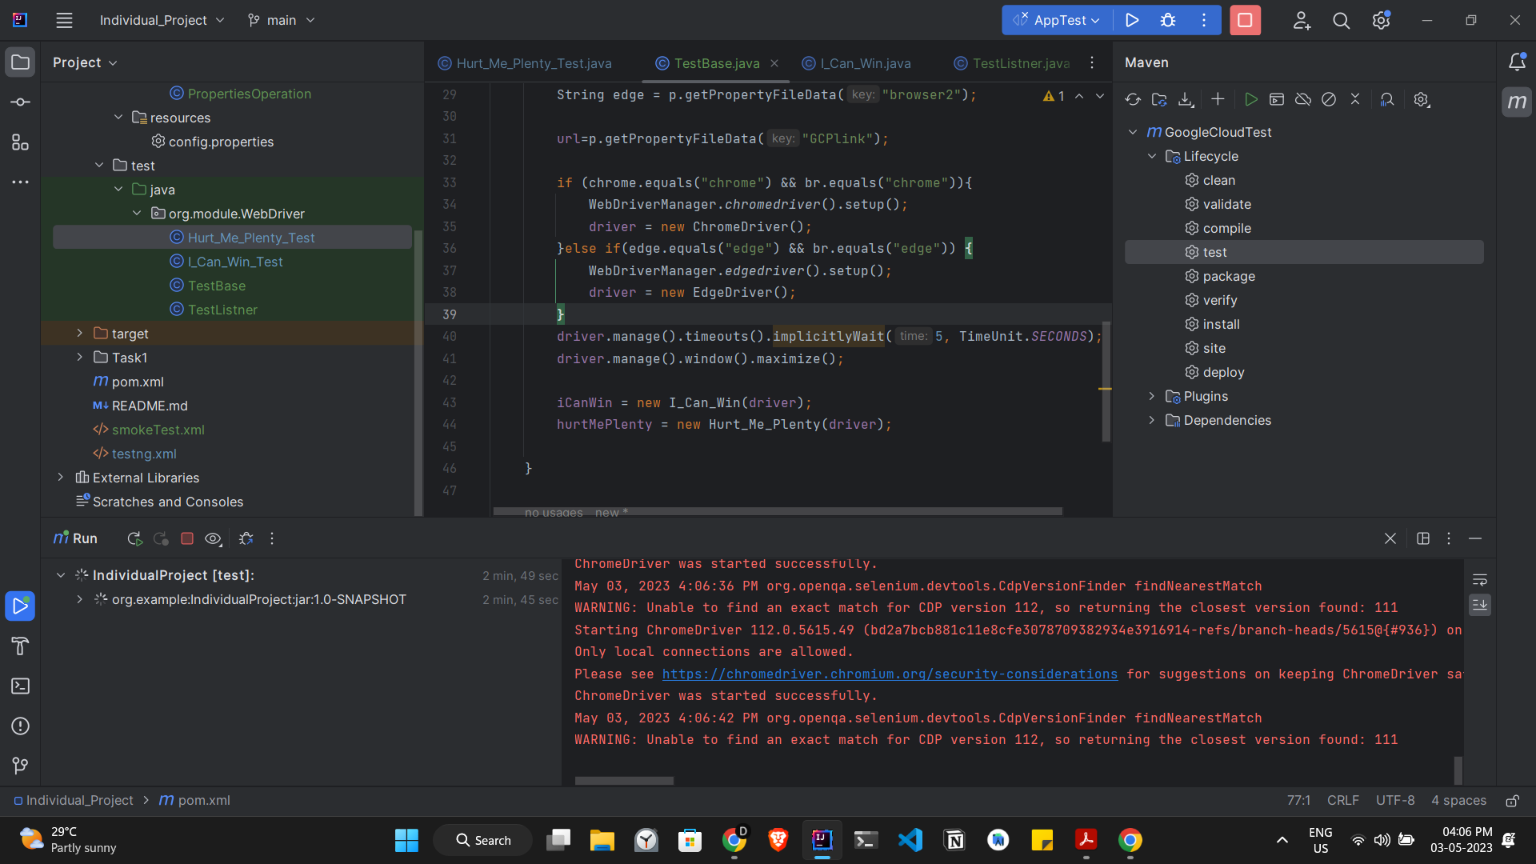 Individual_Project
main
AppTest
Project
PropertiesOperation
resources
config.properties
test
java
org.module.WebDriver
Hurt_Me_Plenty_Test
I_Can_Win_Test
TestBase
TestListner
target
Task1
pom.xml
M↓ README.md
smokeTest.xml
testng.xml
External Libraries
Scratches and Consoles
Hurt_Me_Plenty_Test.java
TestBase.java
I_Can_Win.java
TestListner.java
29 String edge = p.getPropertyFileData( key: "browser2");
1
30
31 url=p.getPropertyFileData( key: "GCPlink");
32
33 if (chrome.equals("chrome") && br.equals("chrome")){
34 WebDriverManager.chromedriver().setup();
35 driver = new ChromeDriver();
36 }else if(edge.equals("edge") && br.equals("edge")) {
37 WebDriverManager.edgedriver().setup();
38 driver = new EdgeDriver();
39 }
40 driver.manage().timeouts().implicitlyWait( time: 5, TimeUnit.SECONDS);
41 driver.manage().window().maximize();
42
43 iCanWin = new I_Can_Win(driver);
44 hurtMePlenty = new Hurt_Me_Plenty(driver);
45
46 }
47
no usages new *
Maven
m
GoogleCloudTest
Lifecycle
clean
validate
compile
test
package
verify
install
site
deploy
Plugins
Dependencies
Run
IndividualProject [test]: 2 min, 49 sec
org.example:IndividualProject:jar:1.0-SNAPSHOT 2 min, 45 sec
ChromeDriver was started successfully.
May 03, 2023 4:06:36 PM org.openqa.selenium.devtools.CdpVersionFinder findNearestMatch
WARNING: Unable to find an exact match for CDP version 112, so returning the closest version found: 111
Starting ChromeDriver 112.0.5615.49 (bd2a7bcb881c11e8cfe3078709382934e3916914-refs/branch-heads/5615@{#936}) on
Only local connections are allowed.
Please see https://chromedriver.chromium.org/security-considerations for suggestions on keeping ChromeDriver sa
ChromeDriver was started successfully.
May 03, 2023 4:06:42 PM org.openqa.selenium.devtools.CdpVersionFinder findNearestMatch
WARNING: Unable to find an exact match for CDP version 112, so returning the closest version found: 111
Individual_Project > pom.xml
77:1 CRLF UTF-8 4 spaces
29°C
Partly sunny
Search
D
ENG
US
04:06 PM
03-05-2023